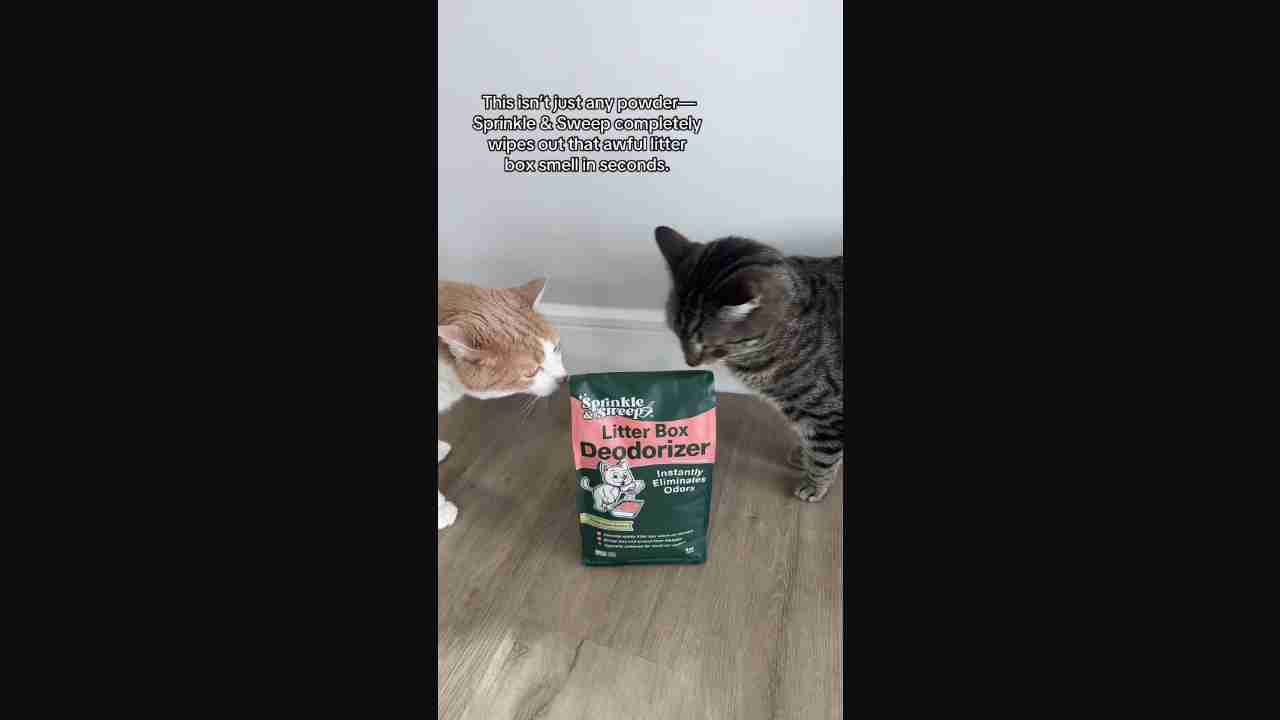 This isn't just any powder—
Sprinkle & Sweep completely
wipes out that awful litter
box smell in seconds.
Sprinkle
& Sweep
Litter Box
Deodorizer
Instantly
Eliminates
Odors